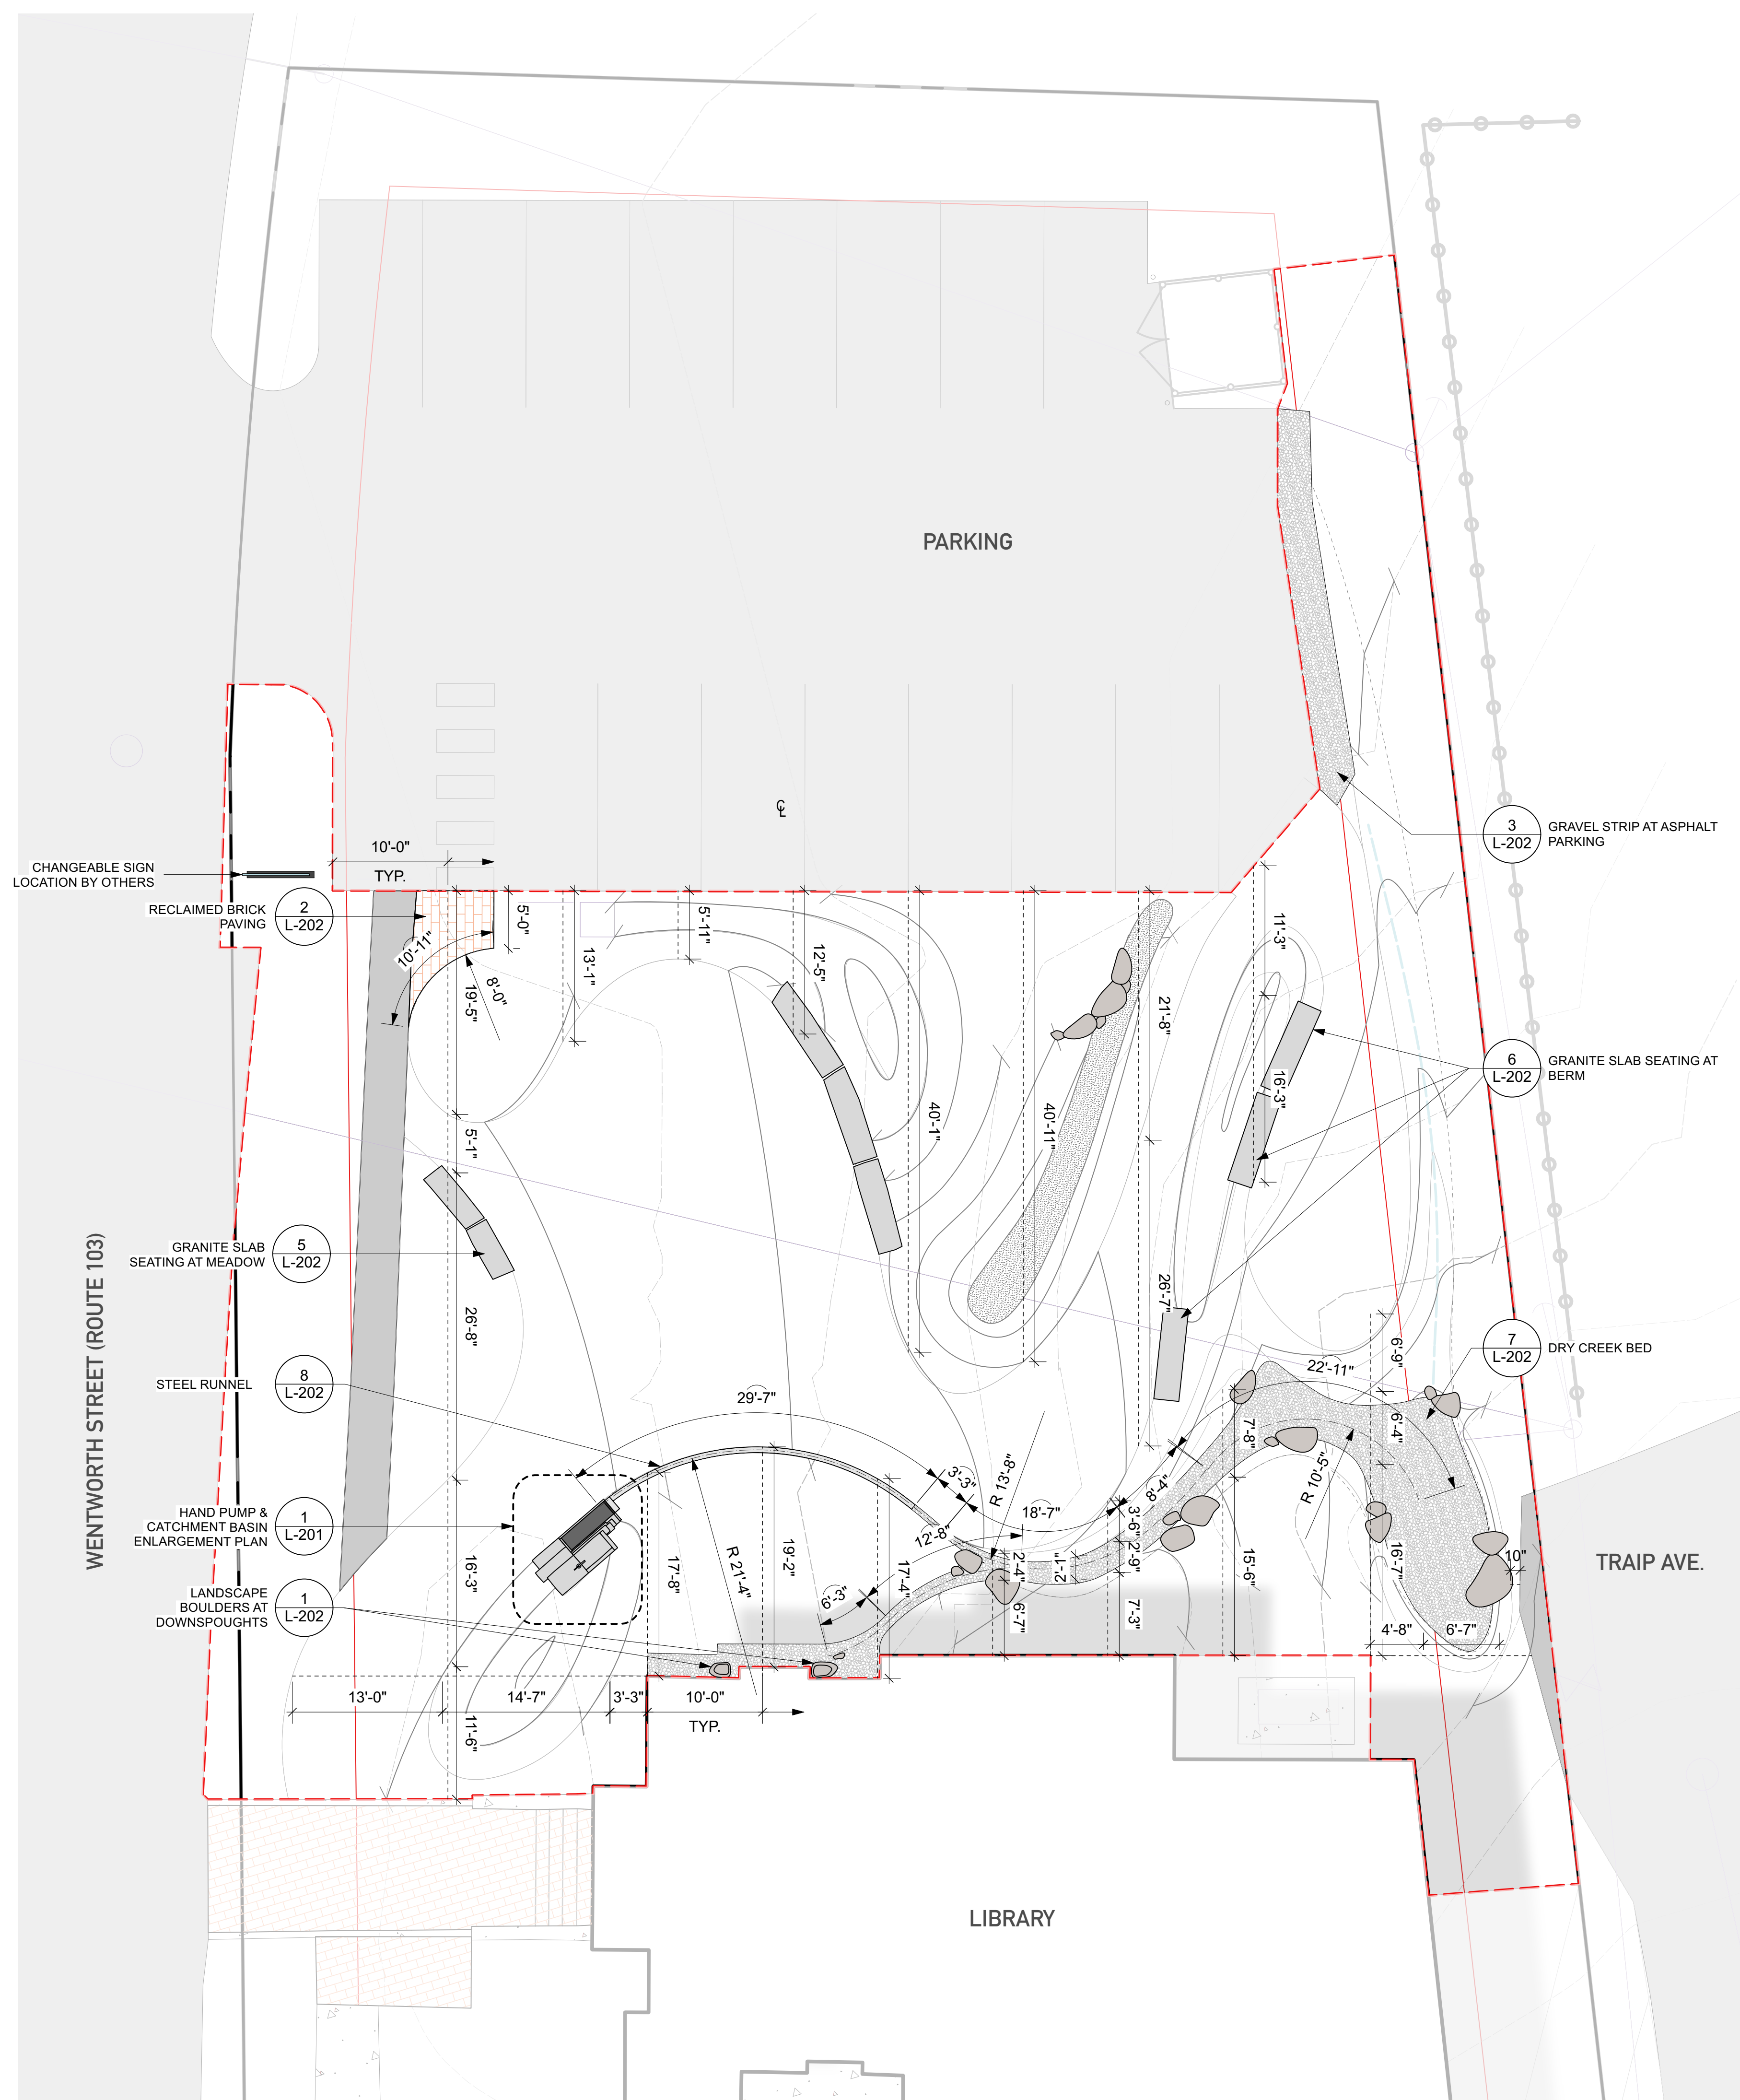 PARKING
℄
3
L-202
GRAVEL STRIP AT ASPHALT
PARKING
10'-0"
TYP.
CHANGEABLE SIGN
LOCATION BY OTHERS
RECLAIMED BRICK
PAVING
2
L-202
10'-11"
19'-5"
8'-0"
5'-0"
13'-1"
5'-11"
12'-5"
40'-1"
40'-11"
21'-8"
11'-3"
16'-3"
6
L-202
GRANITE SLAB SEATING AT
BERM
5'-1"
GRANITE SLAB
SEATING AT MEADOW
5
L-202
26'-8"
26'-7"
WENTWORTH STREET (ROUTE 103)
STEEL RUNNEL
8
L-202
29'-7"
22'-11"
6'-9"
7
L-202
DRY CREEK BED
6'-4"
7'-8"
R 10'-5"
R 13'-8"
3'-3"
8'-4"
18'-7"
12'-8"
3'-6"
2'-9"
2'-4"
2'-1"
HAND PUMP &
CATCHMENT BASIN
ENLARGEMENT PLAN
1
L-201
16'-3"
17'-8"
R 21'-4"
19'-2"
17'-4"
6'-3"
6'-7"
7'-3"
15'-6"
16'-7"
10"
TRAIP AVE.
LANDSCAPE
BOULDERS AT
DOWNSPOUGHTS
1
L-202
4'-8"
6'-7"
13'-0"
14'-7"
3'-3"
10'-0"
TYP.
11'-6"
LIBRARY